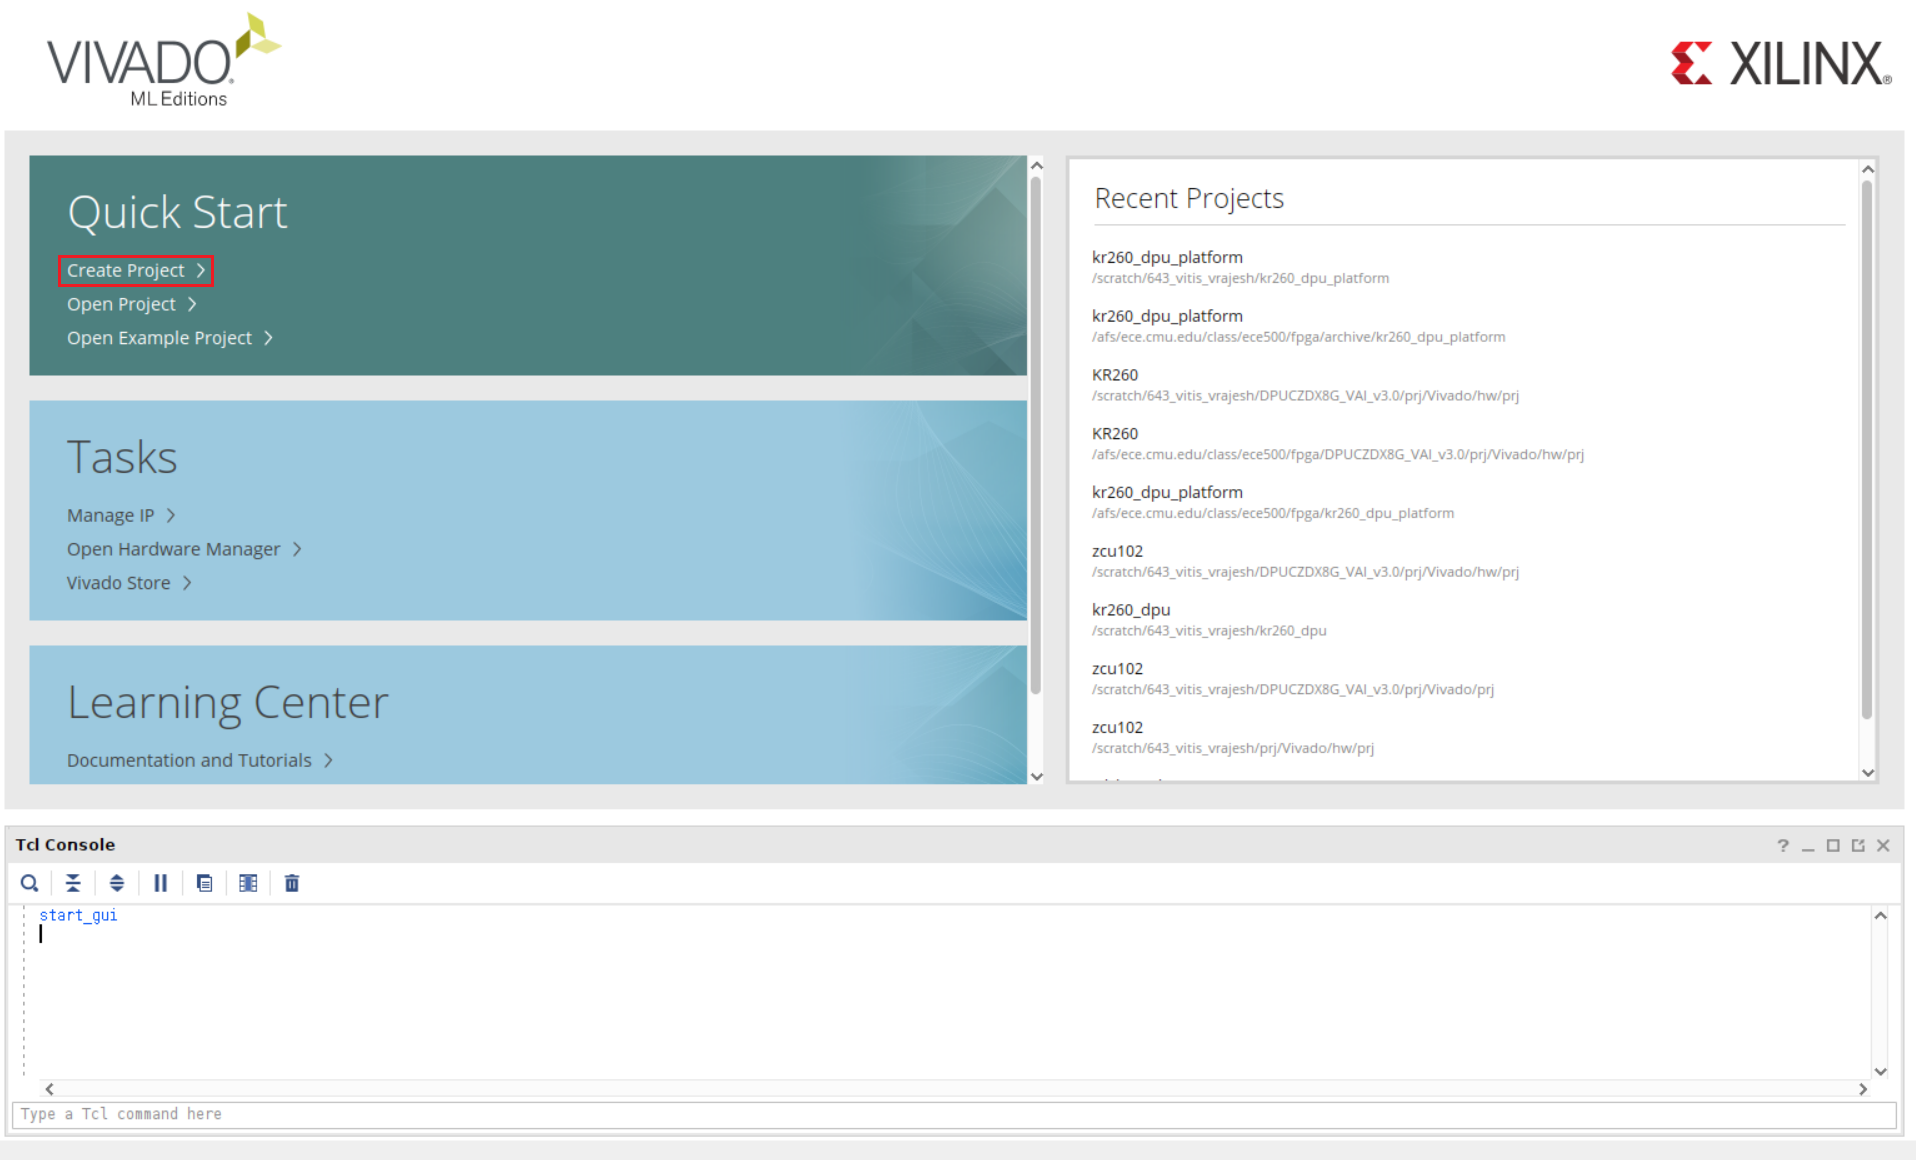 VIVADO®
ML Editions
XILINX®
Quick Start
Create Project
Open Project
Open Example Project
Tasks
Manage IP
Open Hardware Manager
Vivado Store
Learning Center
Documentation and Tutorials
Recent Projects
kr260_dpu_platform
/scratch/643_vitis_vrajesh/kr260_dpu_platform
kr260_dpu_platform
/afs/ece.cmu.edu/class/ece500/fpga/archive/kr260_dpu_platform
KR260
/scratch/643_vitis_vrajesh/DPUCZDX8G_VAI_v3.0/prj/Vivado/hw/prj
KR260
/afs/ece.cmu.edu/class/ece500/fpga/DPUCZDX8G_VAI_v3.0/prj/Vivado/hw/prj
kr260_dpu_platform
/afs/ece.cmu.edu/class/ece500/fpga/kr260_dpu_platform
zcu102
/scratch/643_vitis_vrajesh/DPUCZDX8G_VAI_v3.0/prj/Vivado/hw/prj
kr260_dpu
/scratch/643_vitis_vrajesh/kr260_dpu
zcu102
/scratch/643_vitis_vrajesh/DPUCZDX8G_VAI_v3.0/prj/Vivado/prj
zcu102
/scratch/643_vitis_vrajesh/prj/Vivado/hw/prj
Tcl Console
start_gui
Type a Tcl command here